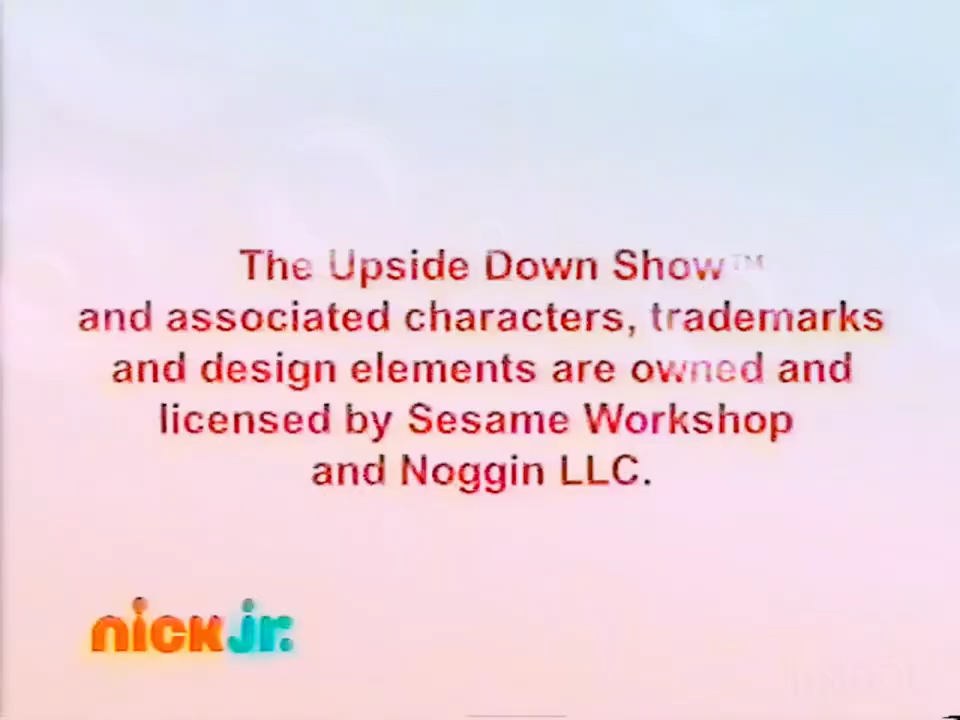 The Upside Down Show™
and associated characters, trademarks
and design elements are owned and
licensed by Sesame Workshop
and Noggin LLC.
nick jr.